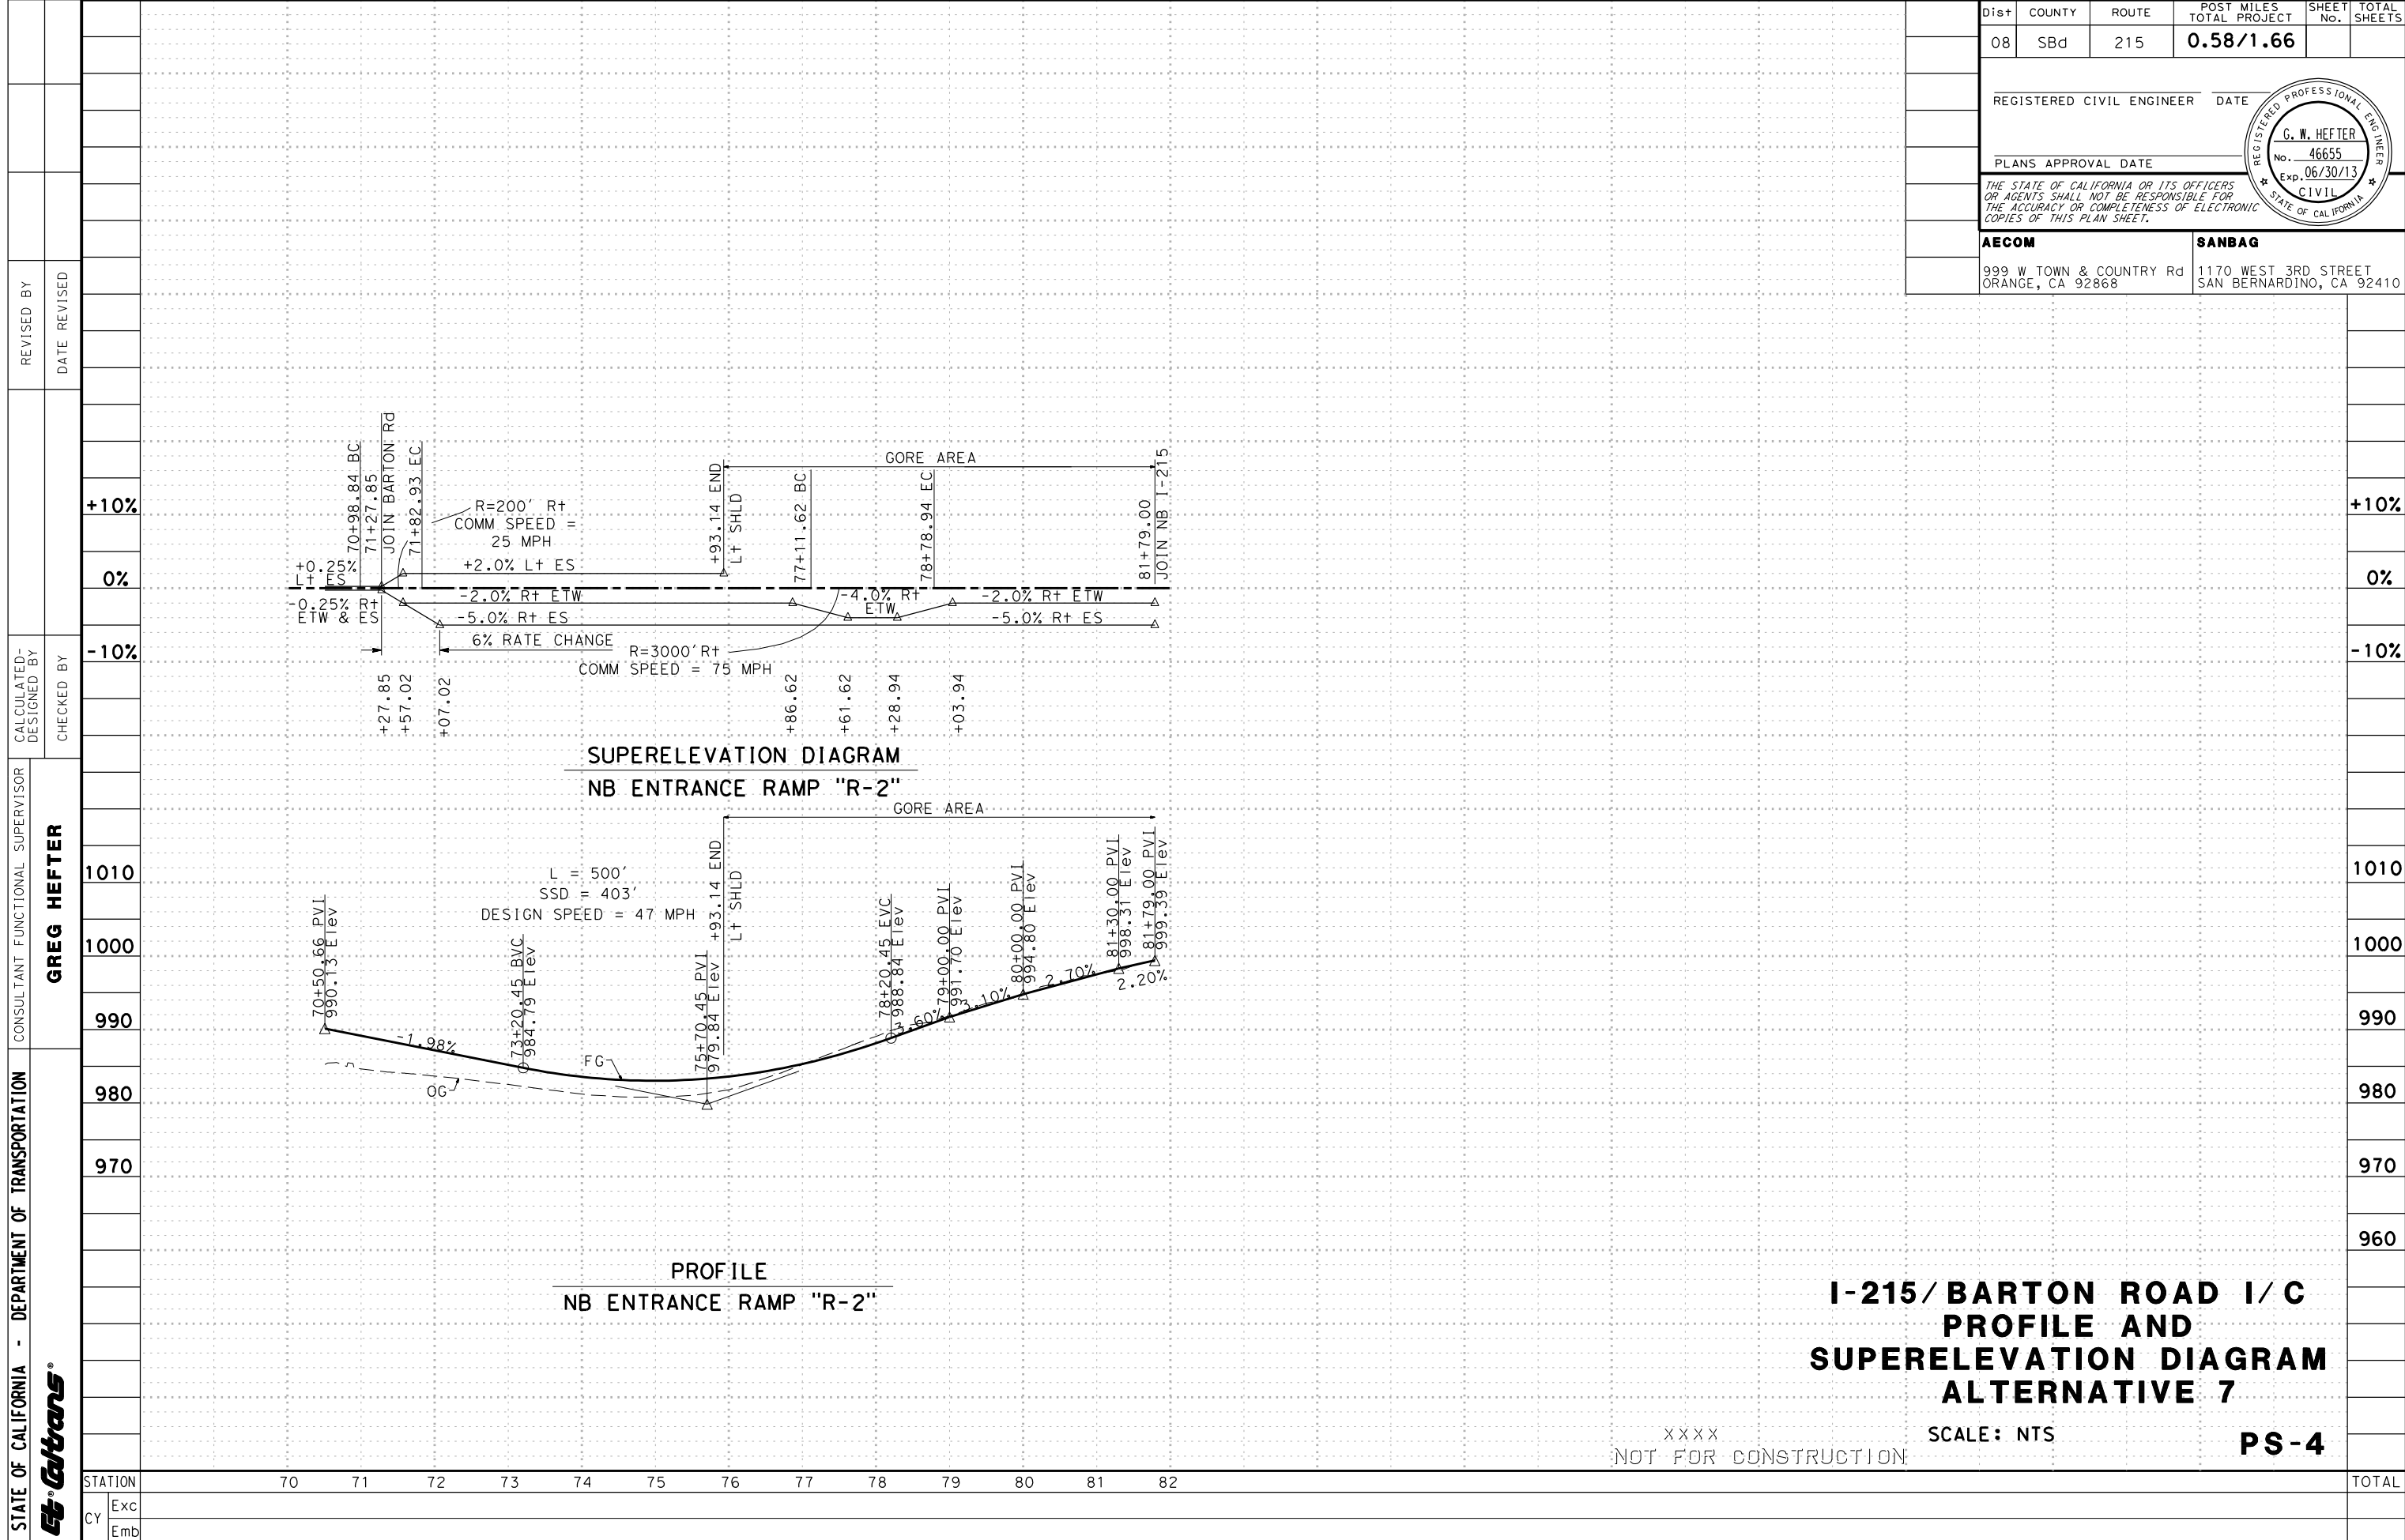 Dist COUNTY ROUTE POST MILES TOTAL PROJECT SHEET No. TOTAL SHEETS
08 SBd 215 0.58/1.66
REGISTERED CIVIL ENGINEER DATE
PLANS APPROVAL DATE
REGISTERED PROFESSIONAL ENGINEER
G. W. HEFTER
No. 46655
Exp. 06/30/13
CIVIL
STATE OF CALIFORNIA
THE STATE OF CALIFORNIA OR ITS OFFICERS
OR AGENTS SHALL NOT BE RESPONSIBLE FOR
THE ACCURACY OR COMPLETENESS OF ELECTRONIC
COPIES OF THIS PLAN SHEET.
AECOM
999 W TOWN & COUNTRY Rd
ORANGE, CA 92868
SANBAG
1170 WEST 3RD STREET
SAN BERNARDINO, CA 92410
REVISED BY
DATE REVISED
CALCULATED-
DESIGNED BY
CHECKED BY
CONSULTANT FUNCTIONAL SUPERVISOR
GREG HEFTER
STATE OF CALIFORNIA - DEPARTMENT OF TRANSPORTATION
Caltrans
+10%
0%
-10%
+10%
0%
-10%
70+98.84 BC
71+27.85
JOIN BARTON Rd
71+82.93 EC
R=200' Rt
COMM SPEED =
25 MPH
+93.14 END
Lt SHLD
GORE AREA
77+11.62 BC
78+78.94 EC
81+79.00
JOIN NB I-215
+0.25%
Lt ES
+2.0% Lt ES
-0.25% Rt
ETW & ES
-2.0% Rt ETW
-4.0% Rt
ETW
-2.0% Rt ETW
-5.0% Rt ES
-5.0% Rt ES
6% RATE CHANGE
R=3000'Rt
COMM SPEED = 75 MPH
+27.85
+57.02
+07.02
+86.62
+61.62
+28.94
+03.94
SUPERELEVATION DIAGRAM
NB ENTRANCE RAMP "R-2"
GORE AREA
1010
1000
990
980
970
1010
1000
990
980
970
960
L = 500'
SSD = 403'
DESIGN SPEED = 47 MPH
+93.14 END
Lt SHLD
70+50.66 PVI
990.13 Elev
73+20.45 BVC
984.79 Elev
75+70.45 PVI
979.84 Elev
78+20.45 EVC
988.84 Elev
79+00.00 PVI
991.70 Elev
80+00.00 PVI
994.80 Elev
81+30.00 PVI
998.31 Elev
81+79.00 PVI
999.39 Elev
-1.98%
3.60%
3.10%
2.70%
2.20%
FG
OG
PROFILE
NB ENTRANCE RAMP "R-2"
I-215/BARTON ROAD I/C
PROFILE AND
SUPERELEVATION DIAGRAM
ALTERNATIVE 7
SCALE: NTS
PS-4
XXXX
NOT FOR CONSTRUCTION
STATION 70 71 72 73 74 75 76 77 78 79 80 81 82 TOTAL
CY Exc
Emb